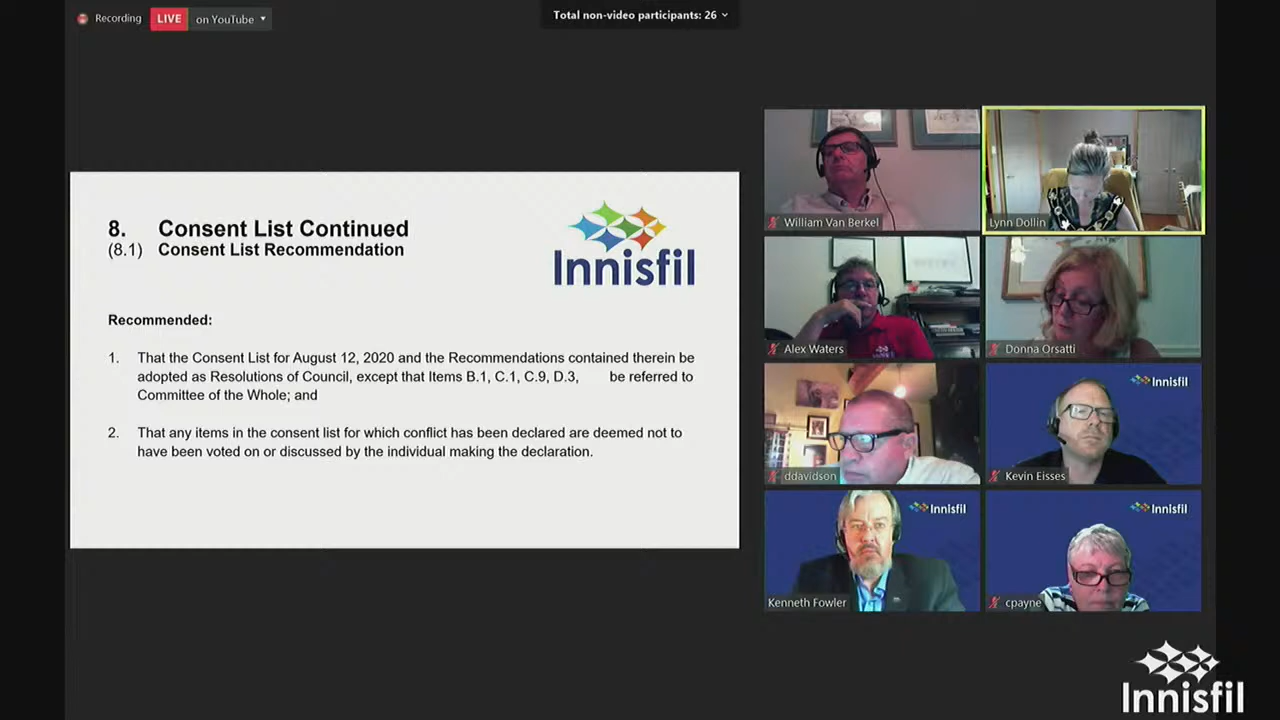 Recording
LIVE on YouTube
Total non-video participants: 26
8. Consent List Continued
(8.1) Consent List Recommendation
Innisfil
Recommended:
1. That the Consent List for August 12, 2020 and the Recommendations contained therein be
adopted as Resolutions of Council, except that Items B.1, C.1, C.9, D.3, be referred to
Committee of the Whole; and
2. That any items in the consent list for which conflict has been declared are deemed not to
have been voted on or discussed by the individual making the declaration.
William Van Berkel
Lynn Dollin
Alex Waters
Donna Orsatti
ddavidson
Innisfil
Kevin Eisses
Innisfil
Kenneth Fowler
Innisfil
cpayne
Innisfil